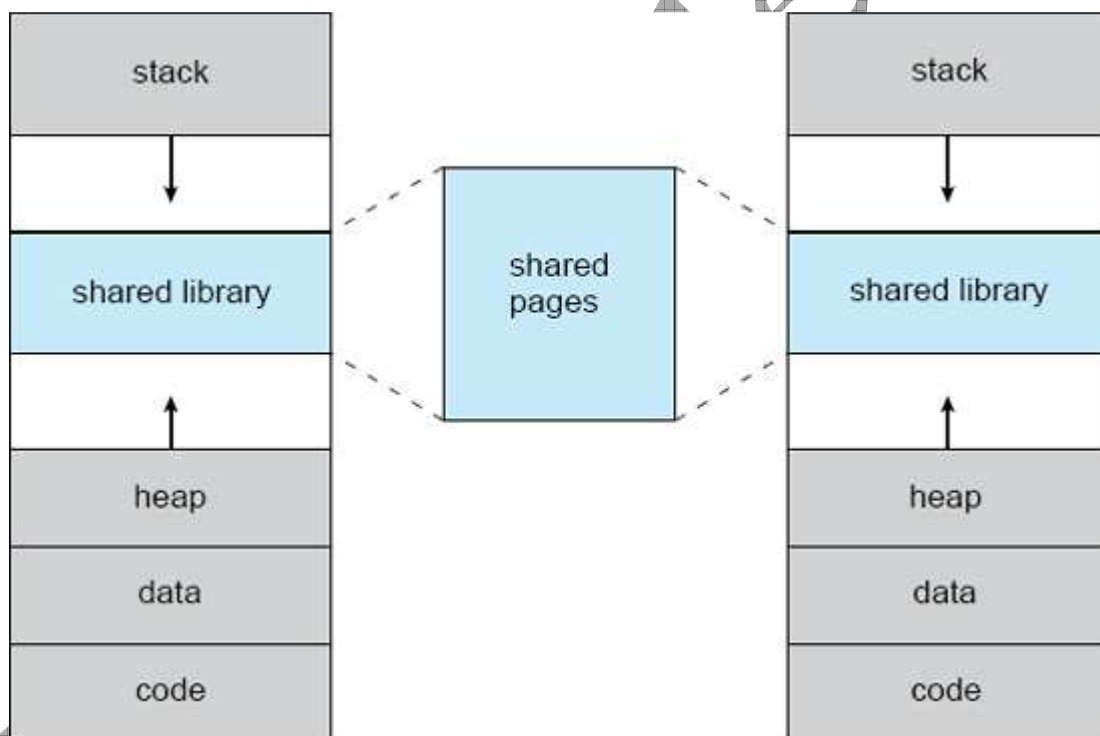 stack
shared library
heap
data
code
shared
pages
stack
shared library
heap
data
code